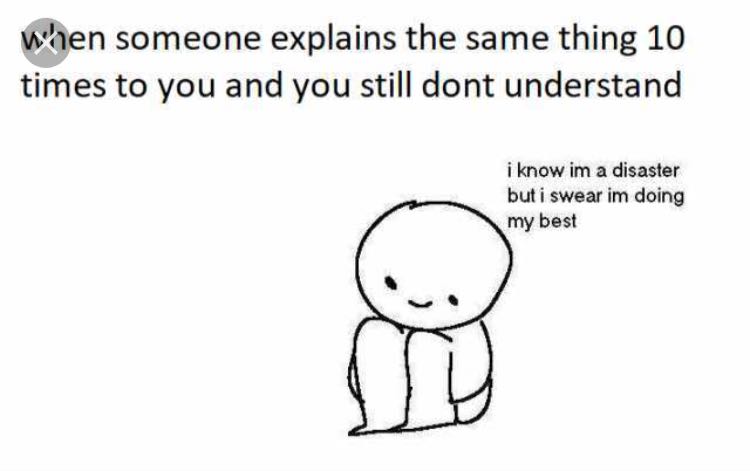 when someone explains the same thing 10
times to you and you still dont understand
i know im a disaster
but i swear im doing
my best